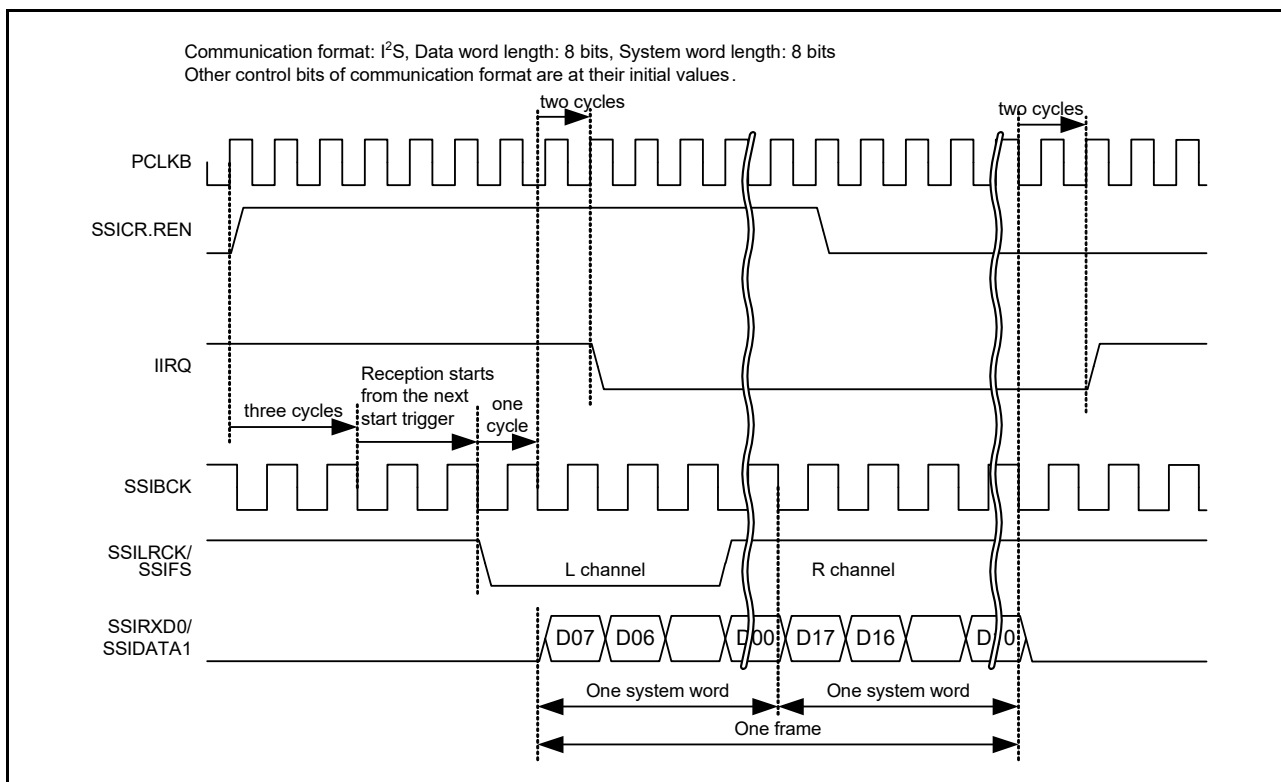 Communication format: I²S, Data word length: 8 bits, System word length: 8 bits
Other control bits of communication format are at their initial values.
two cycles
two cycles
PCLKB
SSICR.REN
IIRQ
Reception starts
from the next
start trigger
three cycles
one
cycle
SSIBCK
SSILRCK/
SSIFS
L channel
R channel
SSIRXD0/
SSIDATA1
D07
D06
D00
D17
D16
One system word
One system word
One frame